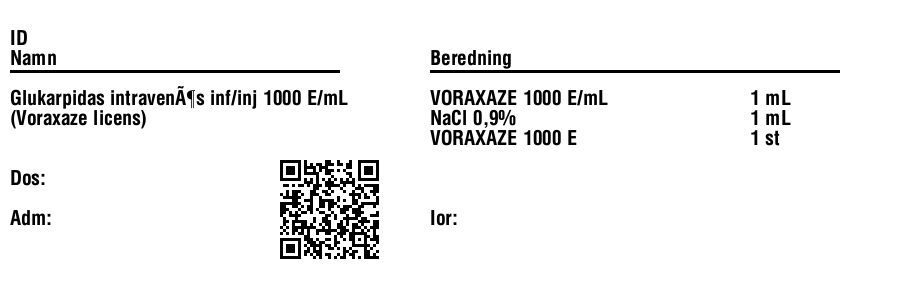 ID
Namn
Glukarpidas intravenÃ¶s inf/inj 1000 E/mL
(Voraxaze licens)
Dos:
Adm:
Beredning
VORAXAZE 1000 E/mL 1 mL
NaCl 0,9% 1 mL
VORAXAZE 1000 E 1 st
Ior: